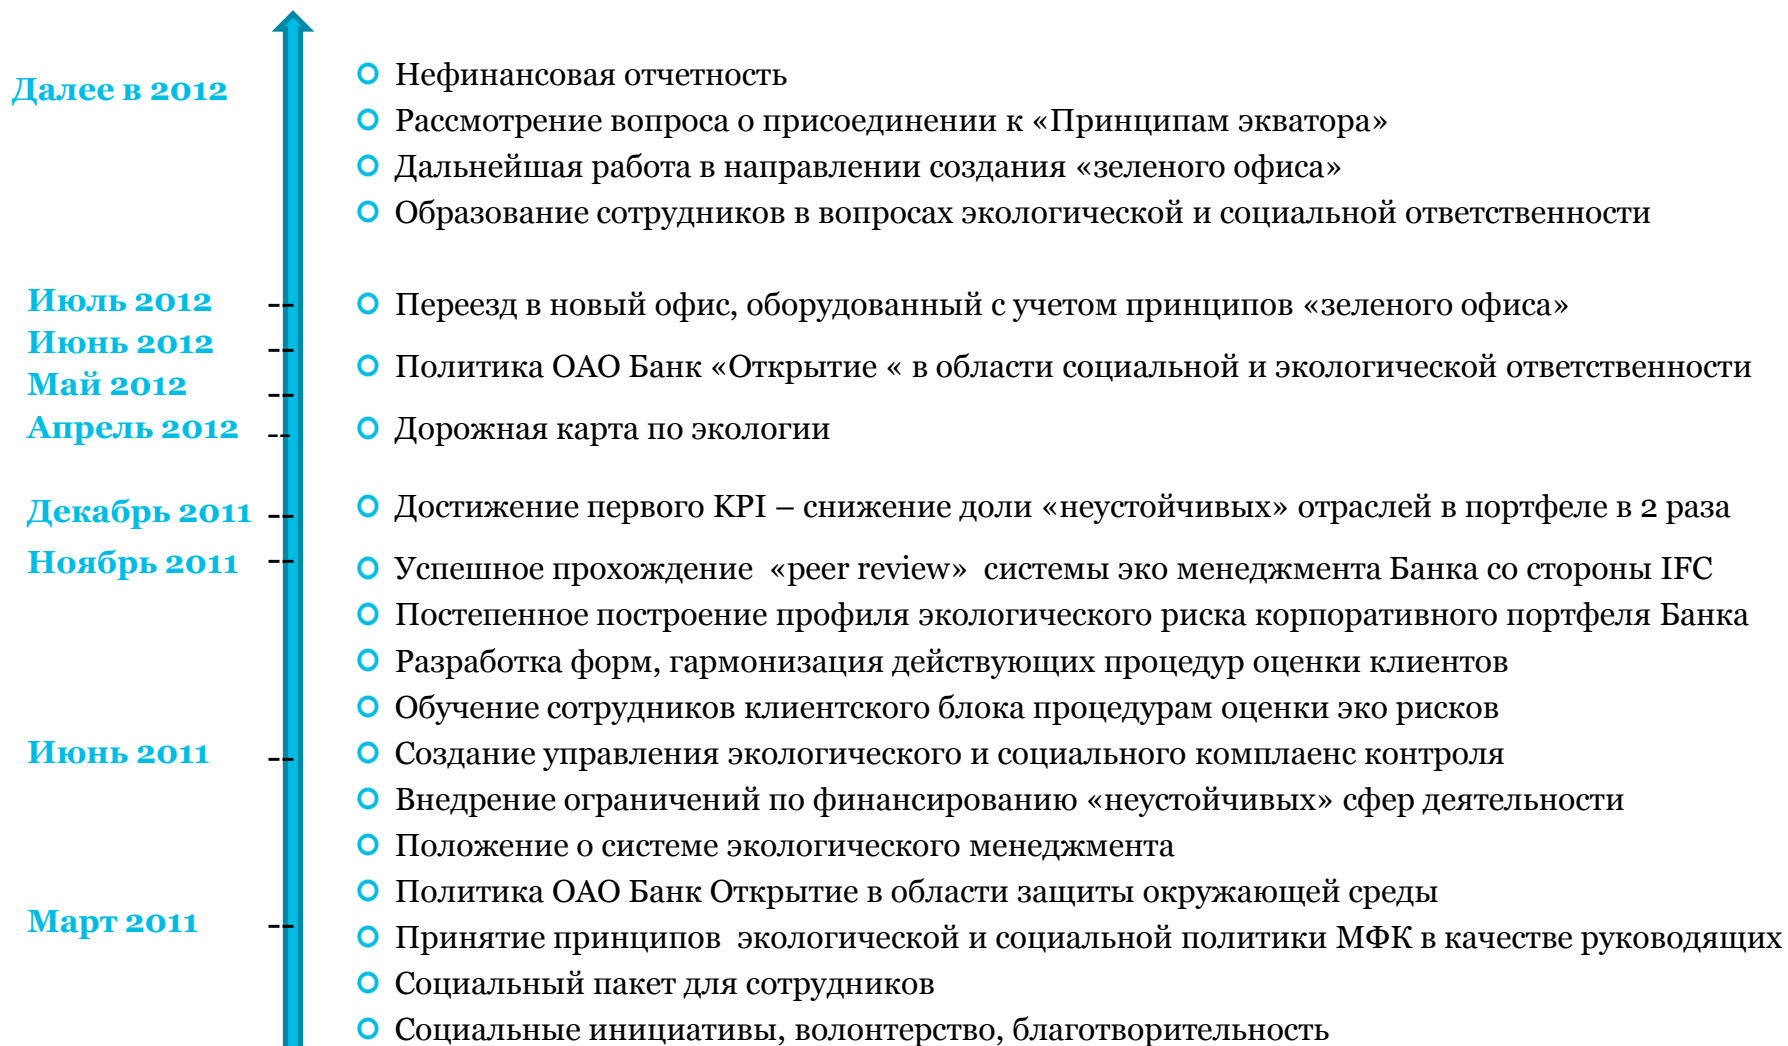 Далее в 2012
Нефинансовая отчетность
Рассмотрение вопроса о присоединении к «Принципам экватора»
Дальнейшая работа в направлении создания «зеленого офиса»
Образование сотрудников в вопросах экологической и социальной ответственности
Июль 2012
Переезд в новый офис, оборудованный с учетом принципов «зеленого офиса»
Июнь 2012
Политика ОАО Банк «Открытие « в области социальной и экологической ответственности
Май 2012
Апрель 2012
Дорожная карта по экологии
Декабрь 2011
Достижение первого KPI – снижение доли «неустойчивых» отраслей в портфеле в 2 раза
Ноябрь 2011
Успешное прохождение «peer review» системы эко менеджмента Банка со стороны IFC
Постепенное построение профиля экологического риска корпоративного портфеля Банка
Разработка форм, гармонизация действующих процедур оценки клиентов
Обучение сотрудников клиентского блока процедурам оценки эко рисков
Июнь 2011
Создание управления экологического и социального комплаенс контроля
Внедрение ограничений по финансированию «неустойчивых» сфер деятельности
Положение о системе экологического менеджмента
Политика ОАО Банк Открытие в области защиты окружающей среды
Март 2011
Принятие принципов экологической и социальной политики МФК в качестве руководящих
Социальный пакет для сотрудников
Социальные инициативы, волонтерство, благотворительность